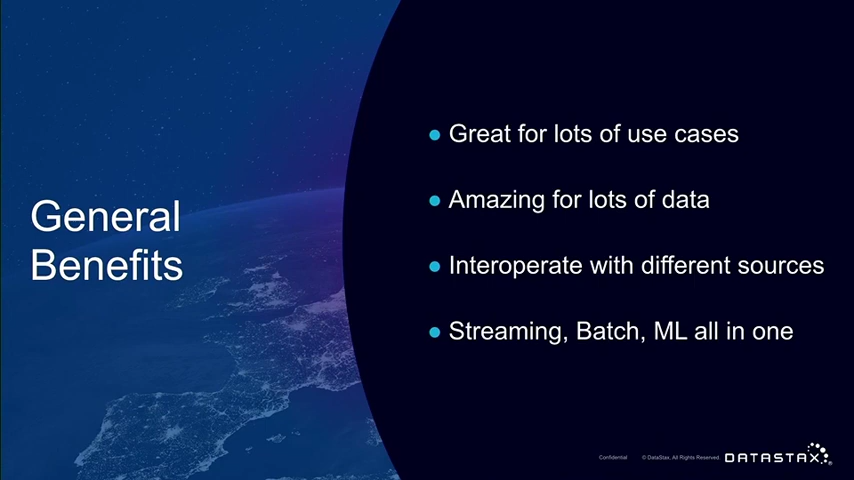 General
Benefits
● Great for lots of use cases
● Amazing for lots of data
● Interoperate with different sources
● Streaming, Batch, ML all in one
Confidential © DataStax, All Rights Reserved. DATASTAX®